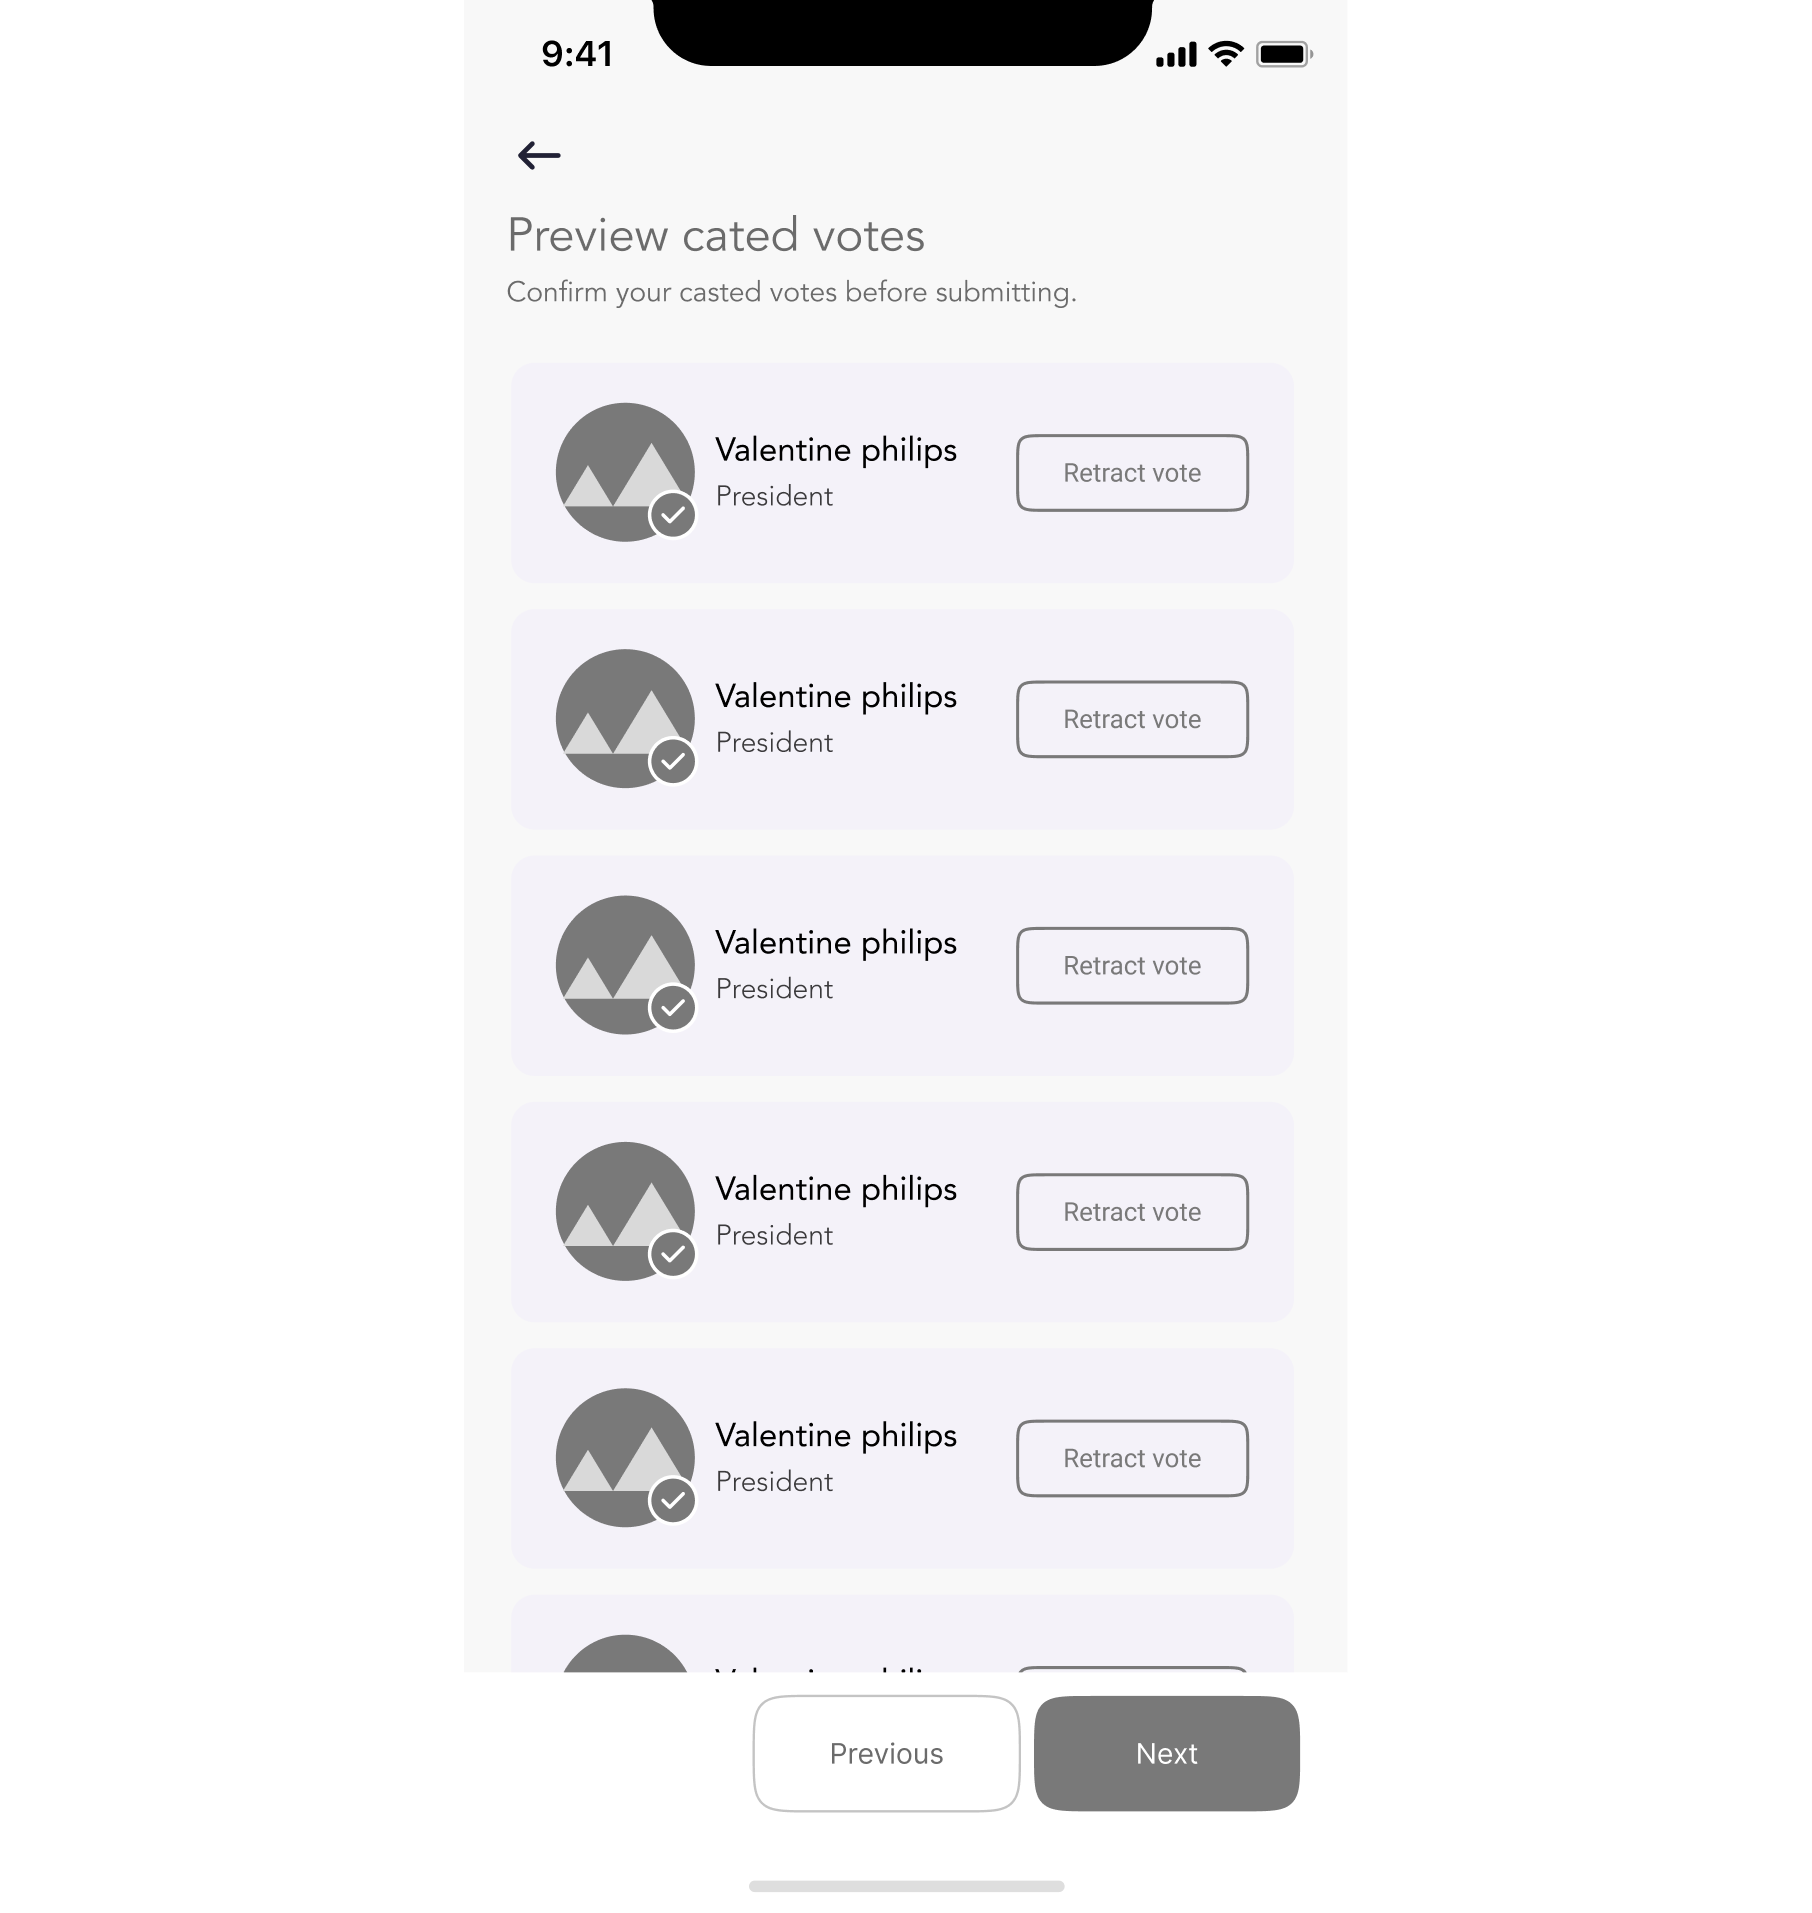 9:41
Preview cated votes
Confirm your casted votes before submitting.
Valentine philips
President
Retract vote
Valentine philips
President
Retract vote
Valentine philips
President
Retract vote
Valentine philips
President
Retract vote
Valentine philips
President
Retract vote
Previous
Next